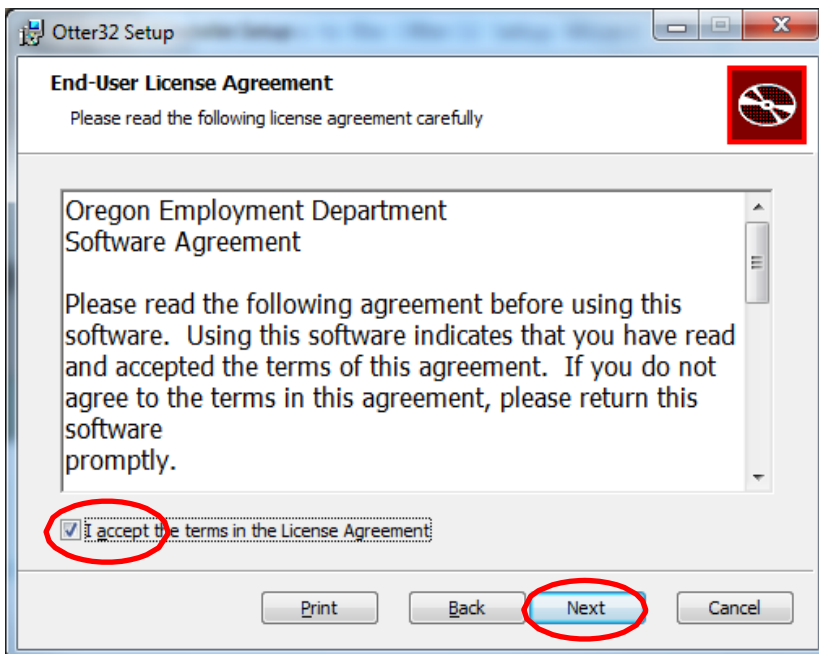 Otter32 Setup
End-User License Agreement
Please read the following license agreement carefully
Oregon Employment Department
Software Agreement
Please read the following agreement before using this
software.  Using this software indicates that you have read
and accepted the terms of this agreement.  If you do not
agree to the terms in this agreement, please return this
software
promptly.
I accept the terms in the License Agreement
Print Back Next Cancel